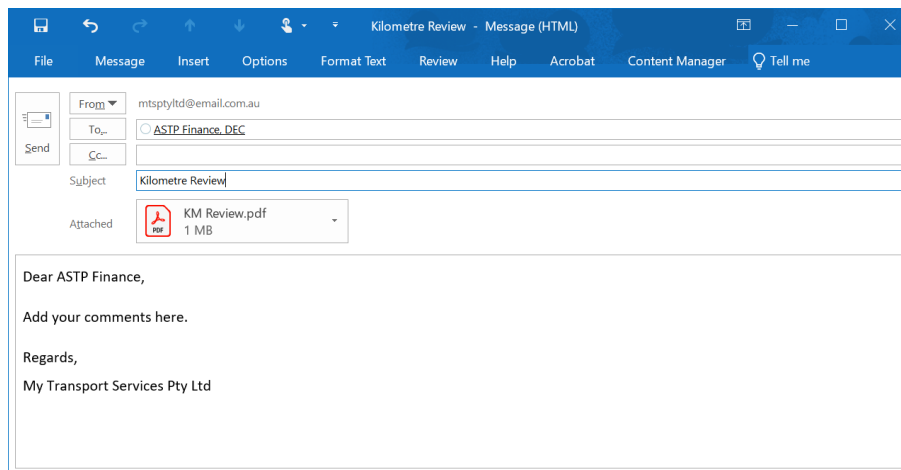 Kilometre Review - Message (HTML)
File Message Insert Options Format Text Review Help Acrobat Content Manager Tell me
From mtsptyltd@email.com.au
To... ASTP Finance, DEC
Send
Cc...
Subject Kilometre Review
Attached
PDF
KM Review.pdf
1 MB
Dear ASTP Finance,
Add your comments here.
Regards,
My Transport Services Pty Ltd